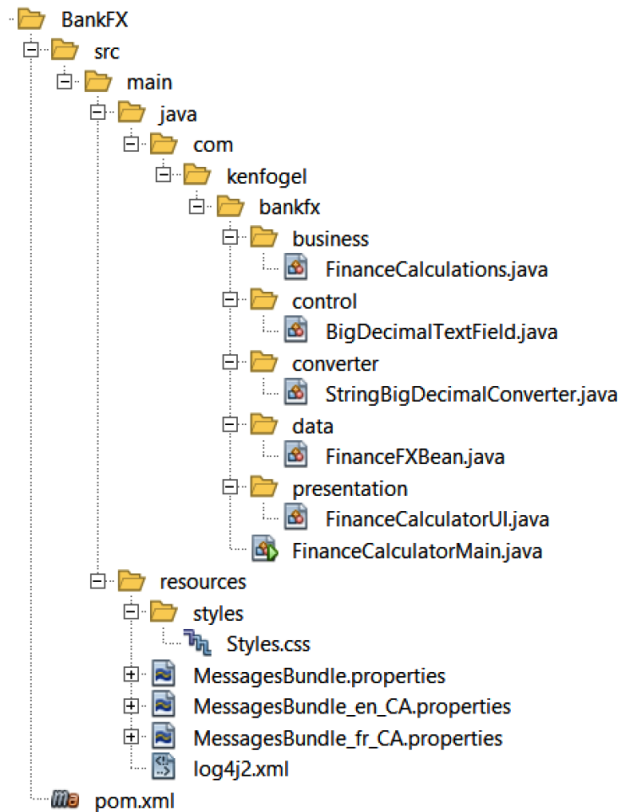 BankFX
src
main
java
com
kenfogel
bankfx
business
FinanceCalculations.java
control
BigDecimalTextField.java
converter
StringBigDecimalConverter.java
data
FinanceFXBean.java
presentation
FinanceCalculatorUI.java
FinanceCalculatorMain.java
resources
styles
Styles.css
MessagesBundle.properties
MessagesBundle_en_CA.properties
MessagesBundle_fr_CA.properties
log4j2.xml
ma pom.xml